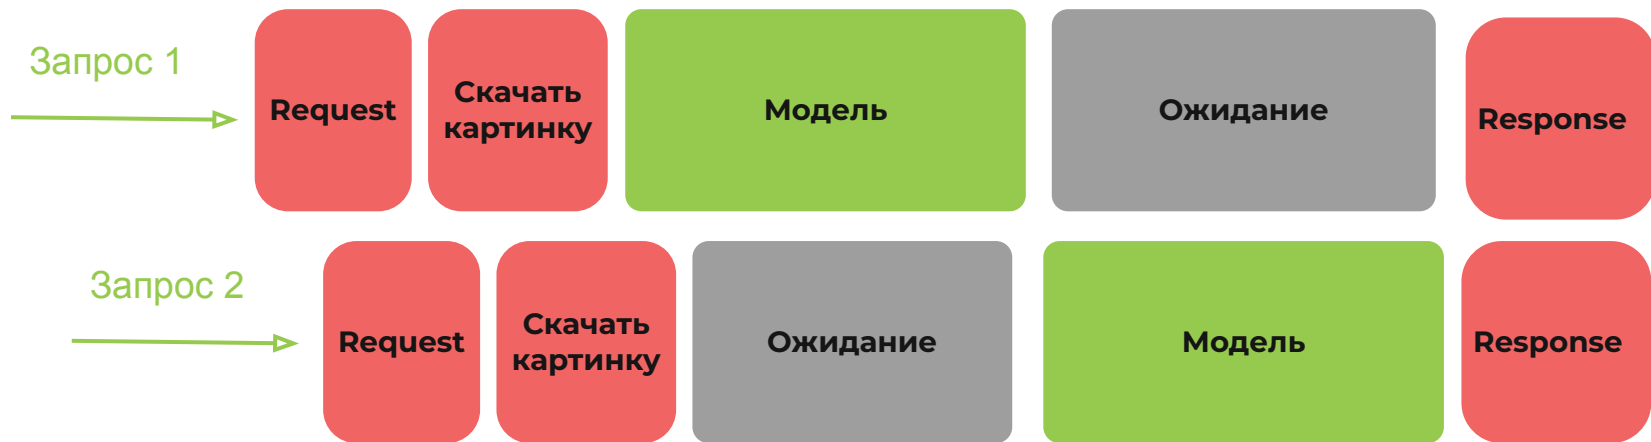 Запрос 1
Request
Скачать
картинку
Модель
Ожидание
Response
Запрос 2
Request
Скачать
картинку
Ожидание
Модель
Response